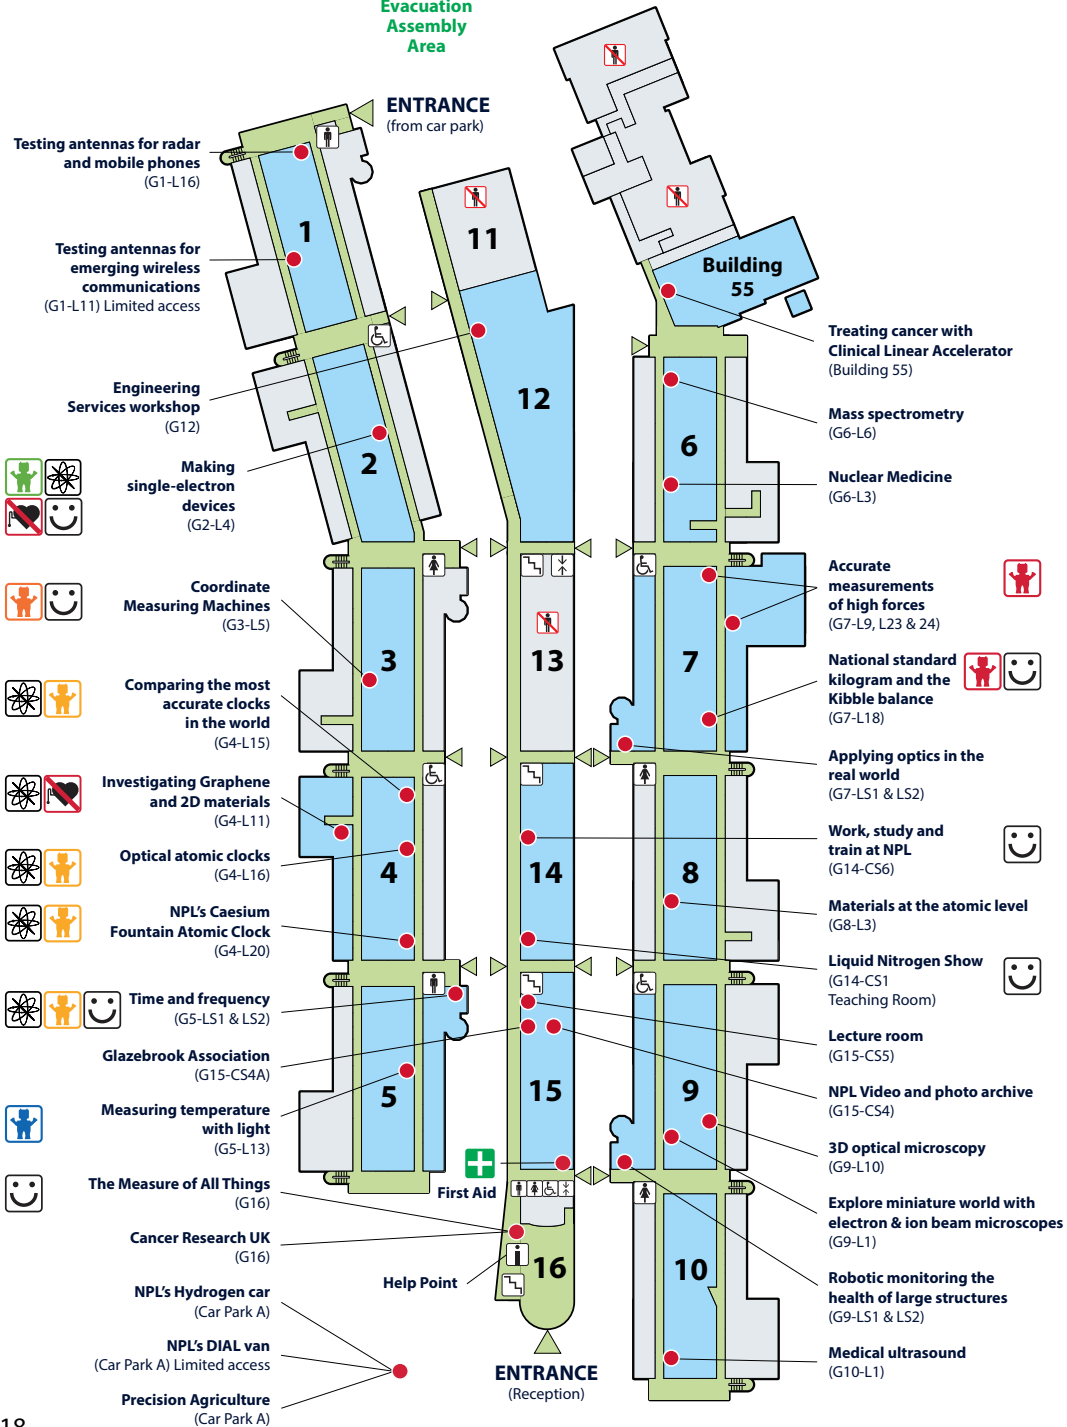 Evacuation
Assembly
Area
ENTRANCE
(from car park)
Testing antennas for radar
and mobile phones
(G1-L16)
Testing antennas for
emerging wireless
communications
(G1-L11) Limited access
Engineering
Services workshop
(G12)
Making
single-electron
devices
(G2-L4)
Coordinate
Measuring Machines
(G3-L5)
Comparing the most
accurate clocks
in the world
(G4-L15)
Investigating Graphene
and 2D materials
(G4-L11)
Optical atomic clocks
(G4-L16)
NPL's Caesium
Fountain Atomic Clock
(G4-L20)
Time and frequency
(G5-LS1 & LS2)
Glazebrook Association
(G15-CS4A)
Measuring temperature
with light
(G5-L13)
The Measure of All Things
(G16)
Cancer Research UK
(G16)
NPL's Hydrogen car
(Car Park A)
NPL's DIAL van
(Car Park A) Limited access
Precision Agriculture
(Car Park A)
18
1
2
3
4
5
11
12
13
14
15
First Aid
16
Help Point
ENTRANCE
(Reception)
Building
55
6
7
8
9
10
Treating cancer with
Clinical Linear Accelerator
(Building 55)
Mass spectrometry
(G6-L6)
Nuclear Medicine
(G6-L3)
Accurate
measurements
of high forces
(G7-L9, L23 & 24)
National standard
kilogram and the
Kibble balance
(G7-L18)
Applying optics in the
real world
(G7-LS1 & LS2)
Work, study and
train at NPL
(G14-CS6)
Materials at the atomic level
(G8-L3)
Liquid Nitrogen Show
(G14-CS1
Teaching Room)
Lecture room
(G15-CS5)
NPL Video and photo archive
(G15-CS4)
3D optical microscopy
(G9-L10)
Explore miniature world with
electron & ion beam microscopes
(G9-L1)
Robotic monitoring the
health of large structures
(G9-LS1 & LS2)
Medical ultrasound
(G10-L1)